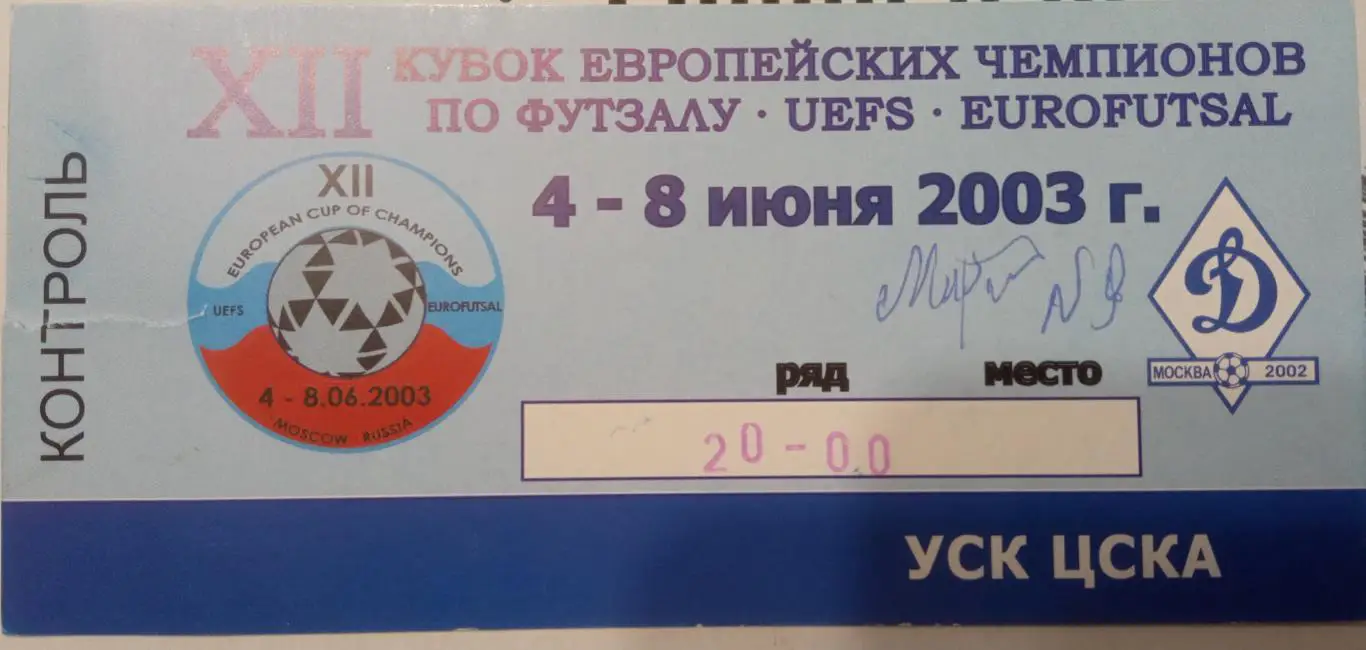 КОНТРОЛЬ
XII КУБОК ЕВРОПЕЙСКИХ ЧЕМПИОНОВ
ПО ФУТЗАЛУ · UEFS · EUROFUTSAL
4 - 8 июня 2003 г.
XII
EUROPEAN CUP OF CHAMPIONS
UEFS EUROFUTSAL
4 - 8.06.2003
MOSCOW RUSSIA
Д
МОСКВА 2002
ряд место
20-00
УСК ЦСКА